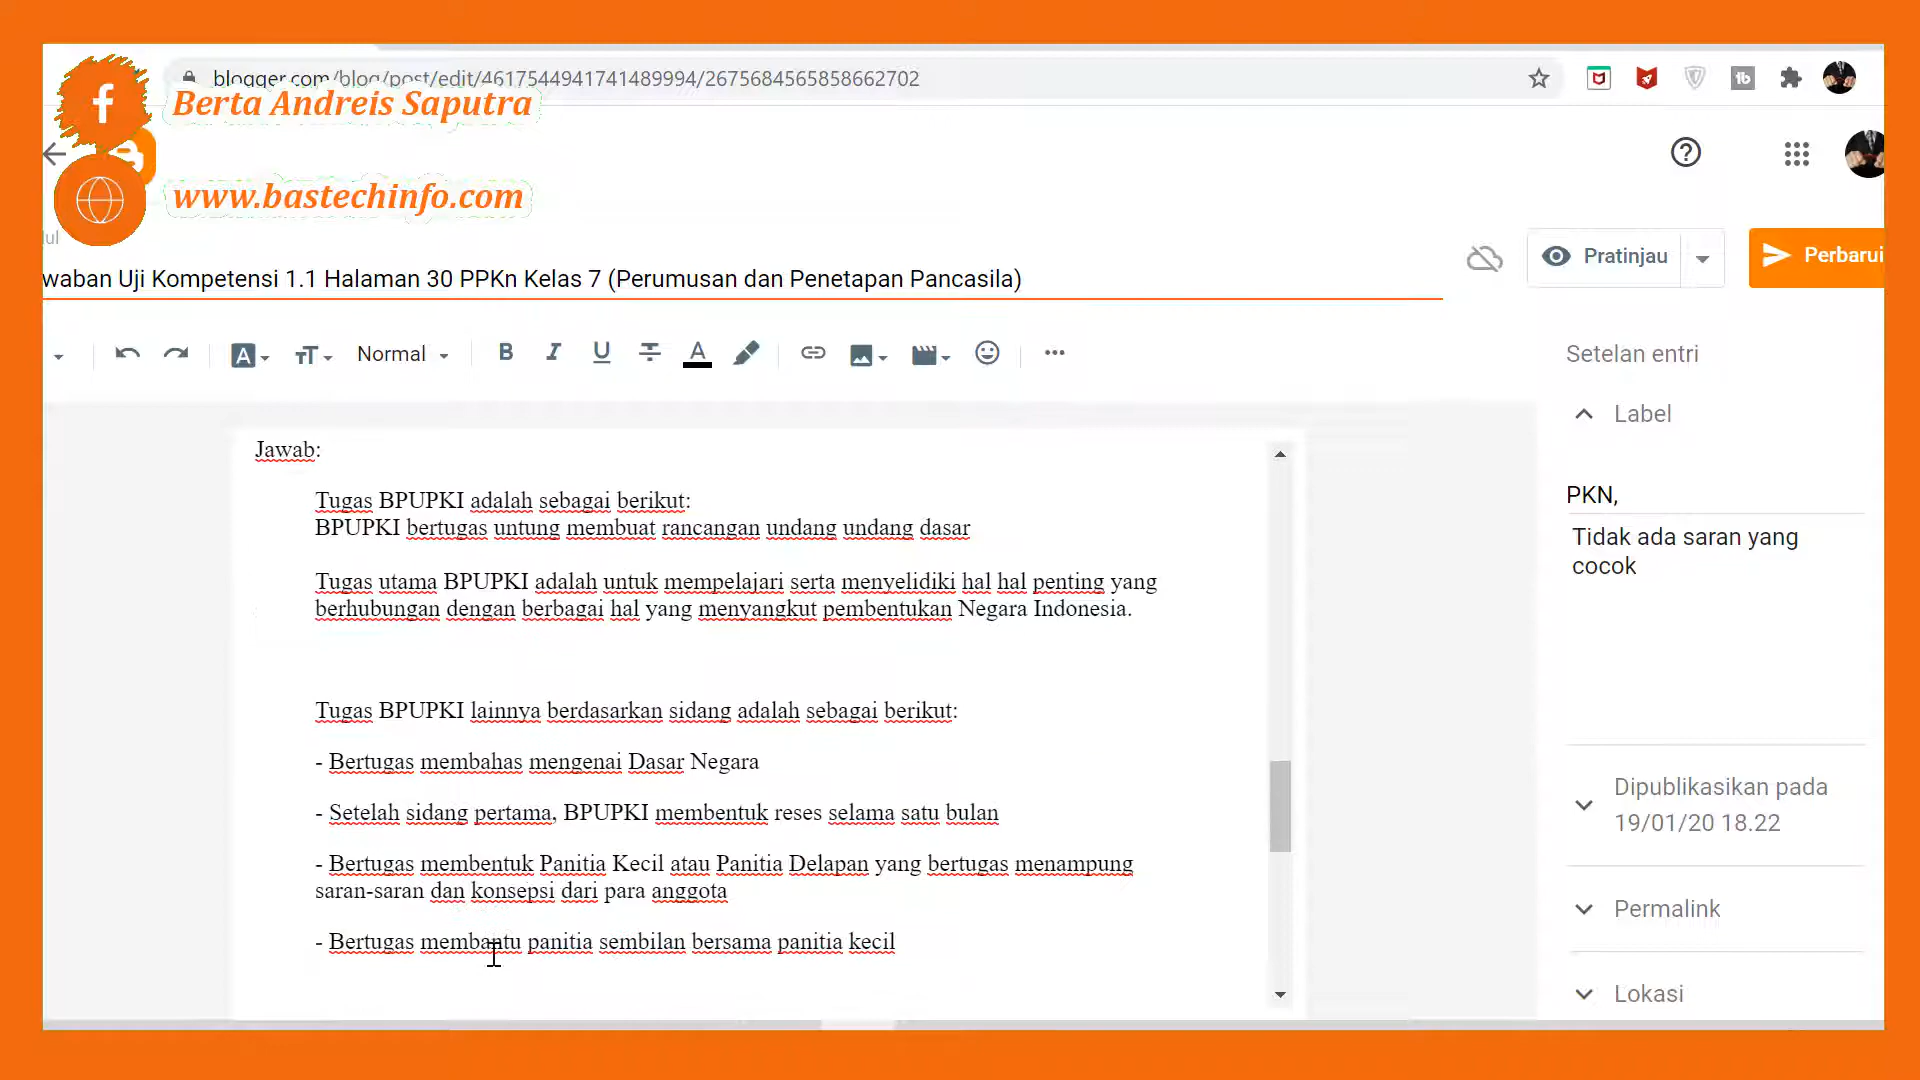 blogger.com/blog/post/edit/4617544941741489994/2675684565858662702
Berta Andreis Saputra
www.bastechinfo.com
lul
Pratinjau
Perbarui
waban Uji Kompetensi 1.1 Halaman 30 PPKn Kelas 7 (Perumusan dan Penetapan Pancasila)
Normal
Setelan entri
Label
PKN,
Tidak ada saran yang
cocok
Dipublikasikan pada
19/01/20 18.22
Permalink
Lokasi
Jawab:
Tugas BPUPKI adalah sebagai berikut:
BPUPKI bertugas untung membuat rancangan undang undang dasar
Tugas utama BPUPKI adalah untuk mempelajari serta menyelidiki hal hal penting yang
berhubungan dengan berbagai hal yang menyangkut pembentukan Negara Indonesia.
Tugas BPUPKI lainnya berdasarkan sidang adalah sebagai berikut:
- Bertugas membahas mengenai Dasar Negara
- Setelah sidang pertama, BPUPKI membentuk reses selama satu bulan
- Bertugas membentuk Panitia Kecil atau Panitia Delapan yang bertugas menampung
saran-saran dan konsepsi dari para anggota
- Bertugas membantu panitia sembilan bersama panitia kecil